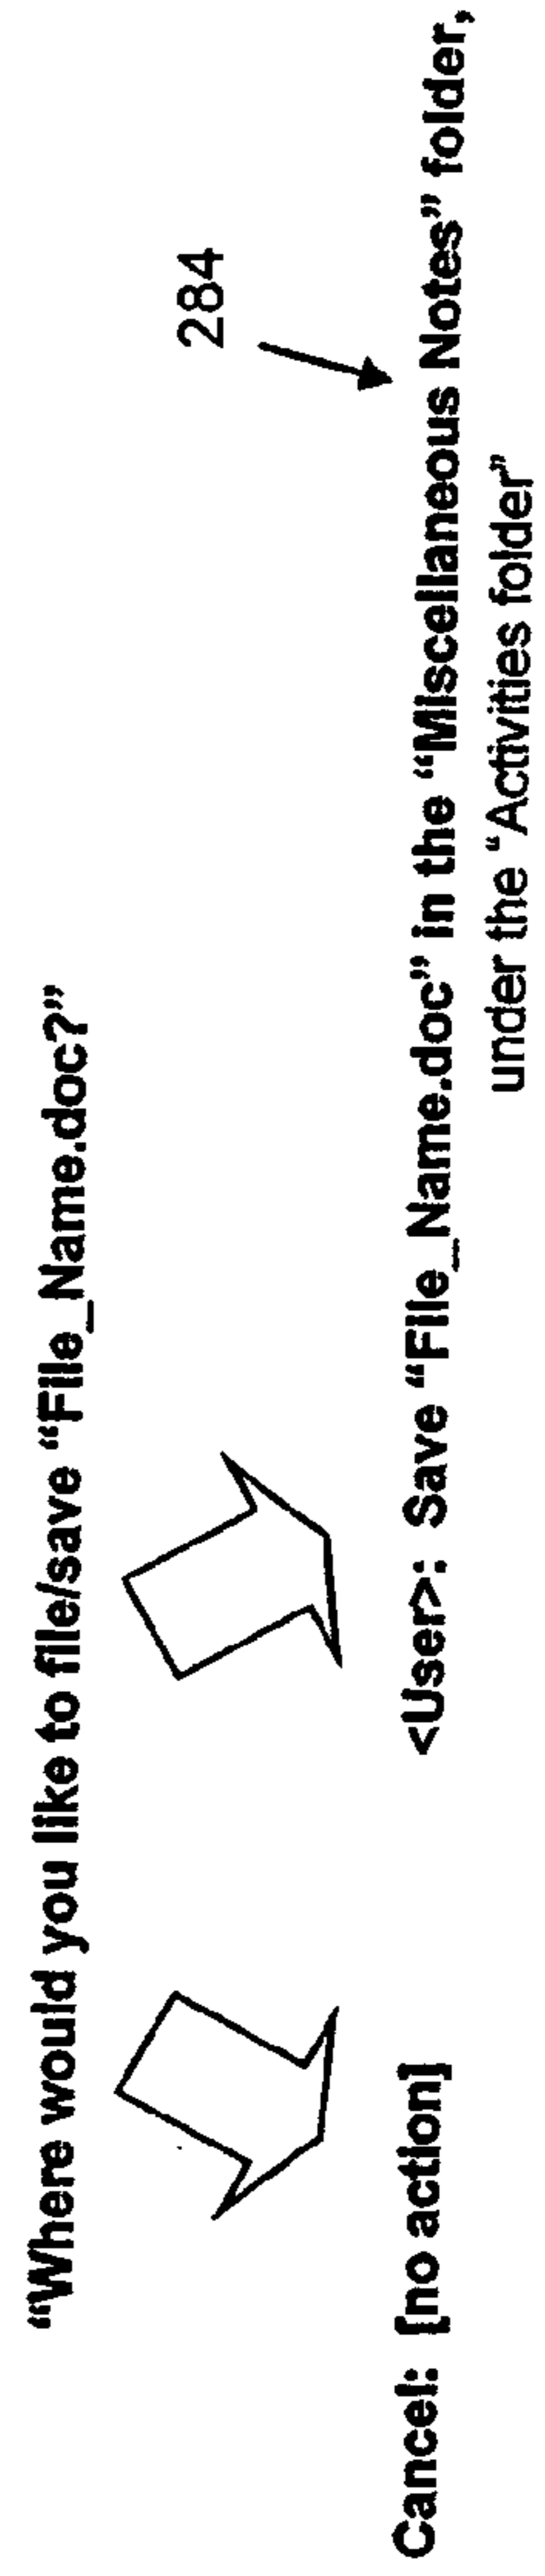 “Where would you like to file/save “File_Name.doc?”
284
Cancel: [no action]
<User>: Save “File_Name.doc” in the “Miscellaneous Notes” folder,
under the “Activities folder”